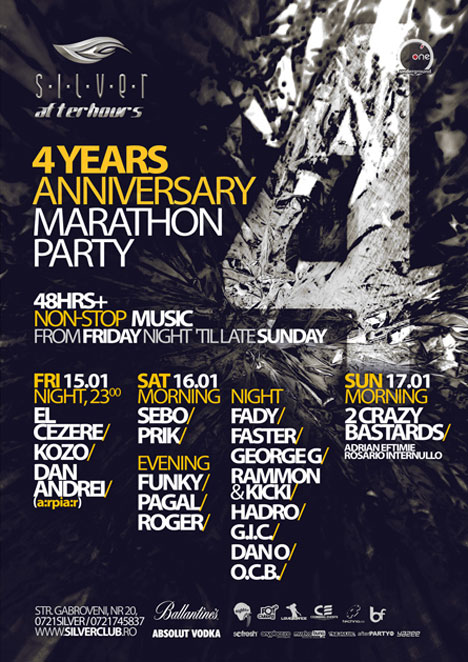 S·I·L·V·E·R
afterhours
one
underground
4 YEARS
ANNIVERSARY
MARATHON
PARTY
48HRS+
NON-STOP MUSIC
FROM FRIDAY NIGHT 'TIL LATE SUNDAY
FRI 15.01
NIGHT, 23⁰⁰
EL
CEZERE/
KOZO/
DAN
ANDREI/
(a:rpia:r)
SAT 16.01
MORNING
SEBO/
PRIK/
EVENING
FUNKY/
PAGAL/
ROGER/
NIGHT
FADY/
FASTER/
GEORGE G/
RAMMON
& KICKI/
HADRO/
G.I.C./
DAN O/
O.C.B./
SUN 17.01
MORNING
2 CRAZY
BASTARDS/
ADRIAN EFTIMIE
ROSARIO INTERNULLO
4
STR. GABROVENI, NR 20,
0721SILVER / 0721745837
WWW.SILVERCLUB.RO
Ballantine's
ABSOLUT VODKA